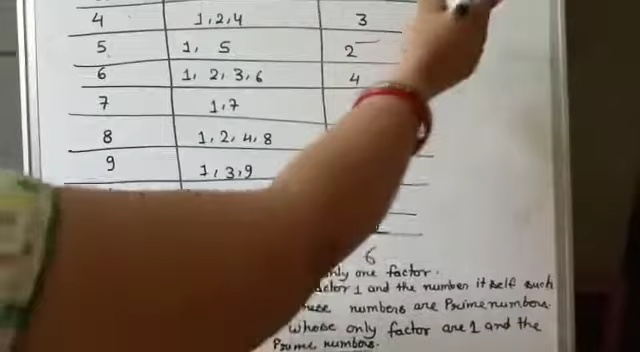 4 1,2,4 3
5 1, 5 2
6 1, 2, 3, 6 4
7 1,7
8 1, 2, 4, 8
9 1, 3, 9
6
only one factor.
factor 1 and the number itself such
numbers are Prime numbers.
whose only factor are 1 and the
Prime numbers.